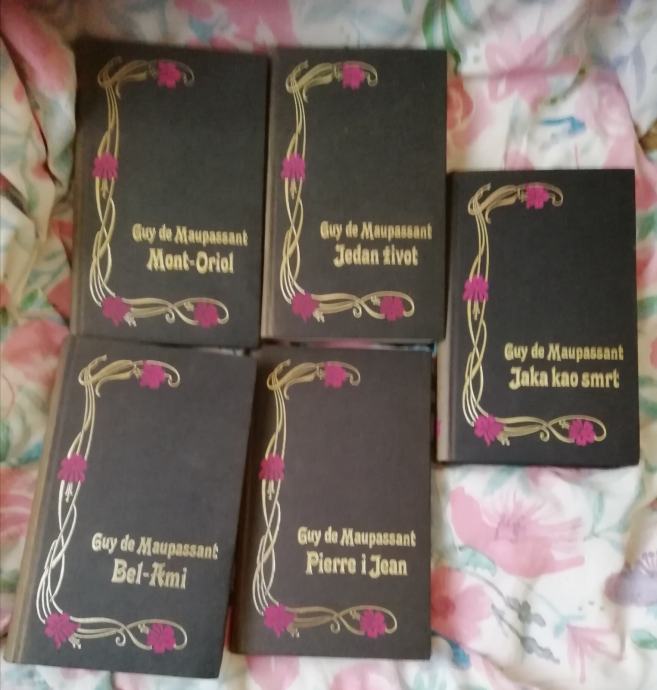 Guy de Maupassant
Mont-Oriol
Guy de Maupassant
Jedan život
Guy de Maupassant
Jaka kao smrt
Guy de Maupassant
Bel-Ami
Guy de Maupassant
Pierre i Jean